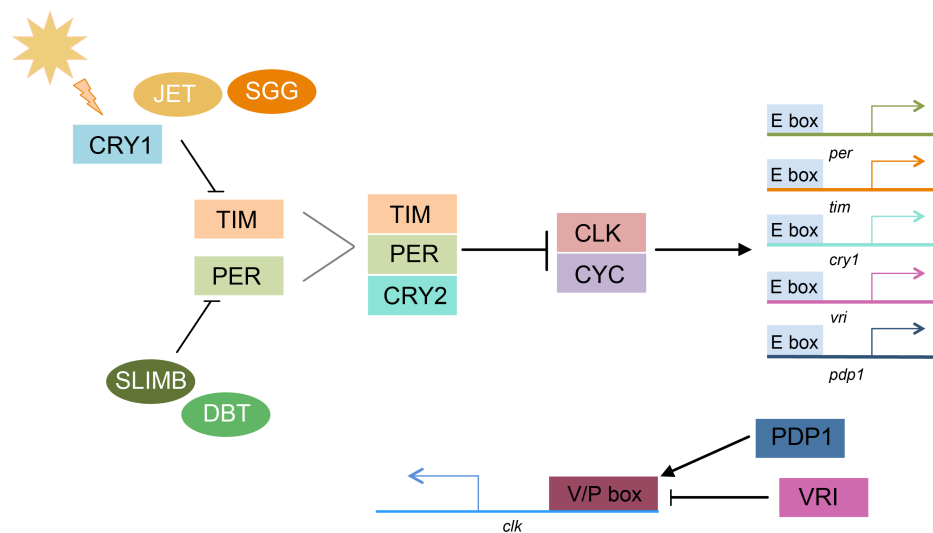 JET
SGG
CRY1
TIM
PER
SLIMB
DBT
TIM
PER
CRY2
CLK
CYC
E box
per
E box
tim
E box
cry1
E box
vri
E box
pdp1
PDP1
V/P box
VRI
clk